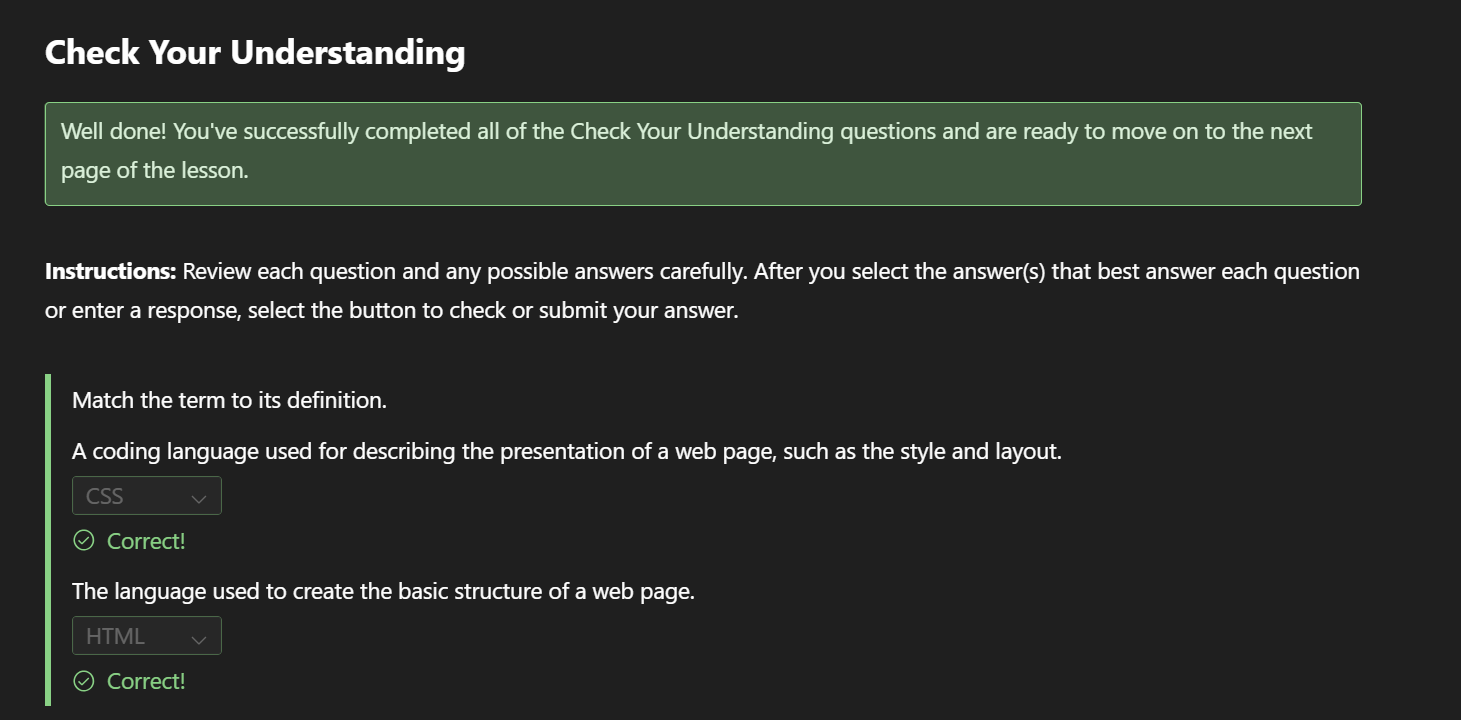 Check Your Understanding
Well done! You've successfully completed all of the Check Your Understanding questions and are ready to move on to the next
page of the lesson.
Instructions: Review each question and any possible answers carefully. After you select the answer(s) that best answer each question
or enter a response, select the button to check or submit your answer.
Match the term to its definition.
A coding language used for describing the presentation of a web page, such as the style and layout.
CSS
Correct!
The language used to create the basic structure of a web page.
HTML
Correct!